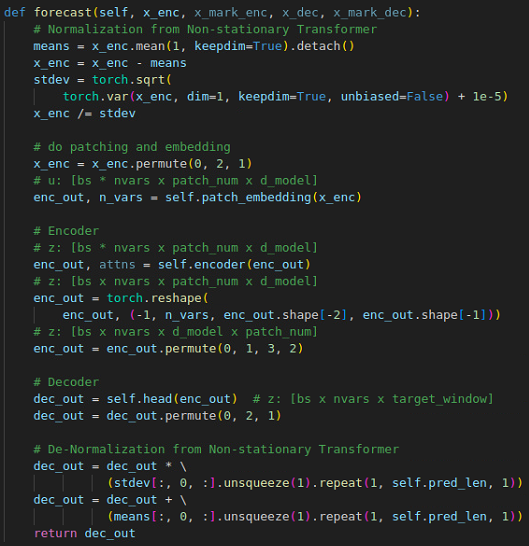 def forecast(self, x_enc, x_mark_enc, x_dec, x_mark_dec):
    # Normalization from Non-stationary Transformer
    means = x_enc.mean(1, keepdim=True).detach()
    x_enc = x_enc - means
    stdev = torch.sqrt(
        torch.var(x_enc, dim=1, keepdim=True, unbiased=False) + 1e-5)
    x_enc /= stdev

    # do patching and embedding
    x_enc = x_enc.permute(0, 2, 1)
    # u: [bs * nvars x patch_num x d_model]
    enc_out, n_vars = self.patch_embedding(x_enc)

    # Encoder
    # z: [bs * nvars x patch_num x d_model]
    enc_out, attns = self.encoder(enc_out)
    # z: [bs x nvars x patch_num x d_model]
    enc_out = torch.reshape(
        enc_out, (-1, n_vars, enc_out.shape[-2], enc_out.shape[-1]))
    # z: [bs x nvars x d_model x patch_num]
    enc_out = enc_out.permute(0, 1, 3, 2)

    # Decoder
    dec_out = self.head(enc_out)  # z: [bs x nvars x target_window]
    dec_out = dec_out.permute(0, 2, 1)

    # De-Normalization from Non-stationary Transformer
    dec_out = dec_out * \
              (stdev[:, 0, :].unsqueeze(1).repeat(1, self.pred_len, 1))
    dec_out = dec_out + \
              (means[:, 0, :].unsqueeze(1).repeat(1, self.pred_len, 1))
    return dec_out